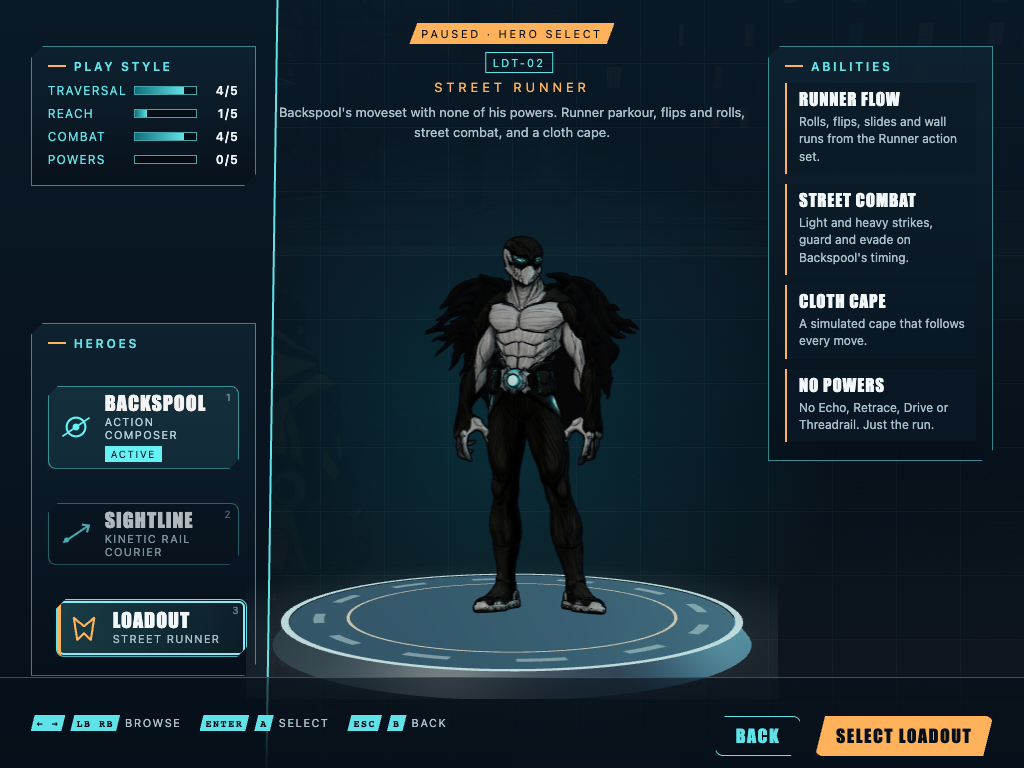 PAUSED · HERO SELECT
LDT-02
STREET RUNNER
Backspool's moveset with none of his powers. Runner parkour, flips and rolls,
street combat, and a cloth cape.
PLAY STYLE
TRAVERSAL 4/5
REACH 1/5
COMBAT 4/5
POWERS 0/5
HEROES
BACKSPOOL 1
ACTION
COMPOSER
ACTIVE
SIGHTLINE 2
KINETIC RAIL
COURIER
LOADOUT 3
STREET RUNNER
ABILITIES
RUNNER FLOW
Rolls, flips, slides and wall
runs from the Runner action
set.
STREET COMBAT
Light and heavy strikes,
guard and evade on
Backspool's timing.
CLOTH CAPE
A simulated cape that follows
every move.
NO POWERS
No Echo, Retrace, Drive or
Threadrail. Just the run.
← → LB RB BROWSE ENTER A SELECT ESC B BACK
BACK
SELECT LOADOUT